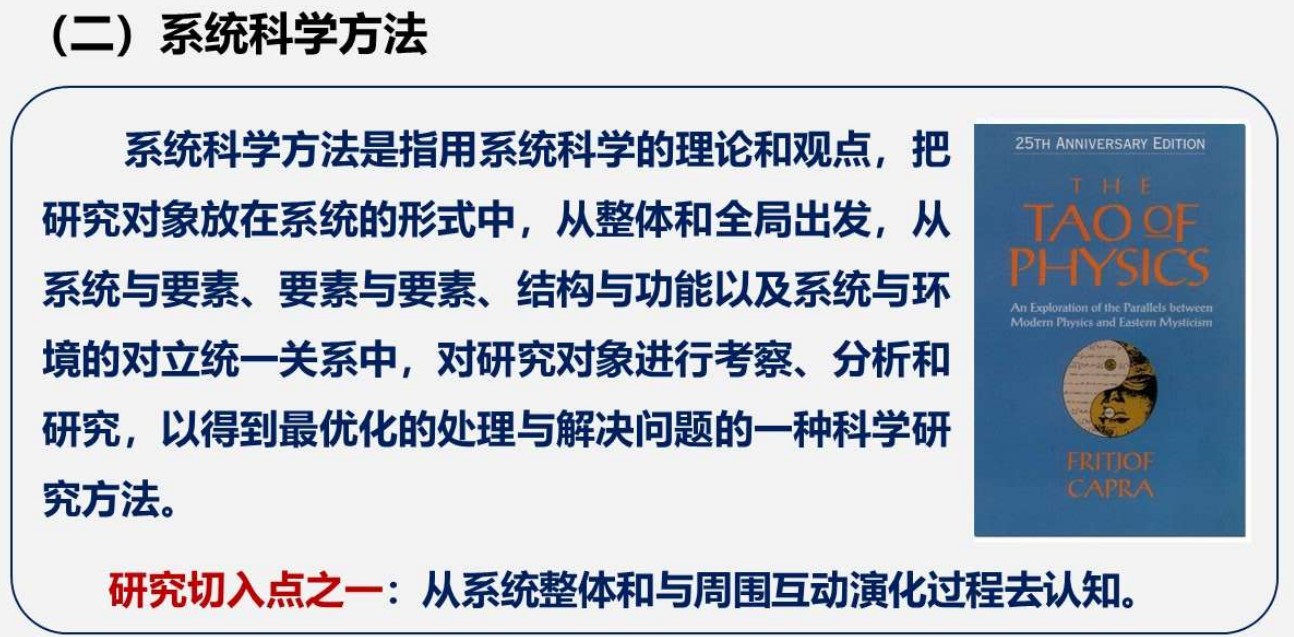 （二）系统科学方法
系统科学方法是指用系统科学的理论和观点，把
研究对象放在系统的形式中，从整体和全局出发，从
系统与要素、要素与要素、结构与功能以及系统与环
境的对立统一关系中，对研究对象进行考察、分析和
研究，以得到最优化的处理与解决问题的一种科学研
究方法。
研究切入点之一：从系统整体和与周围互动演化过程去认知。
25TH ANNIVERSARY EDITION
THE
TAO OF
PHYSICS
An Exploration of the Parallels between
Modern Physics and Eastern Mysticism
FRITJOF
CAPRA